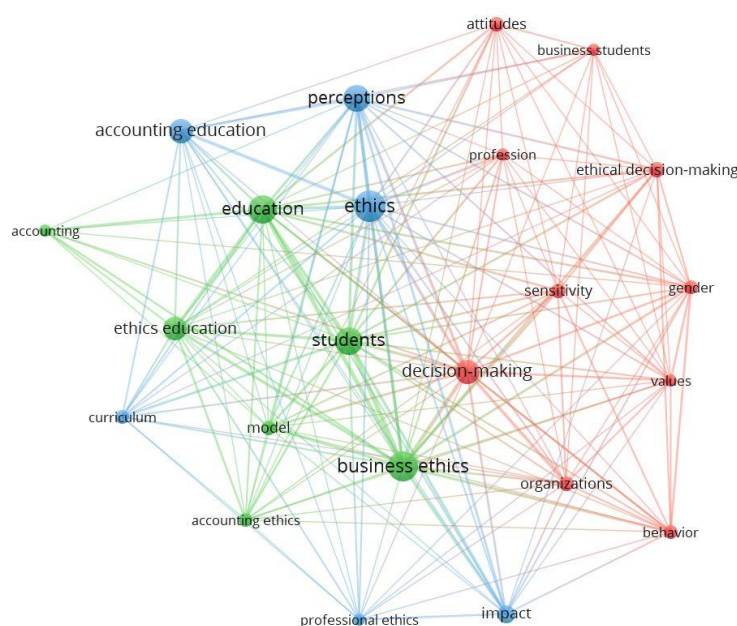 attitudes
business students
perceptions
accounting education
profession
ethical decision-making
education
ethics
accounting
sensitivity
gender
ethics education
students
decision-making
values
curriculum
model
business ethics
organizations
accounting ethics
behavior
professional ethics
impact